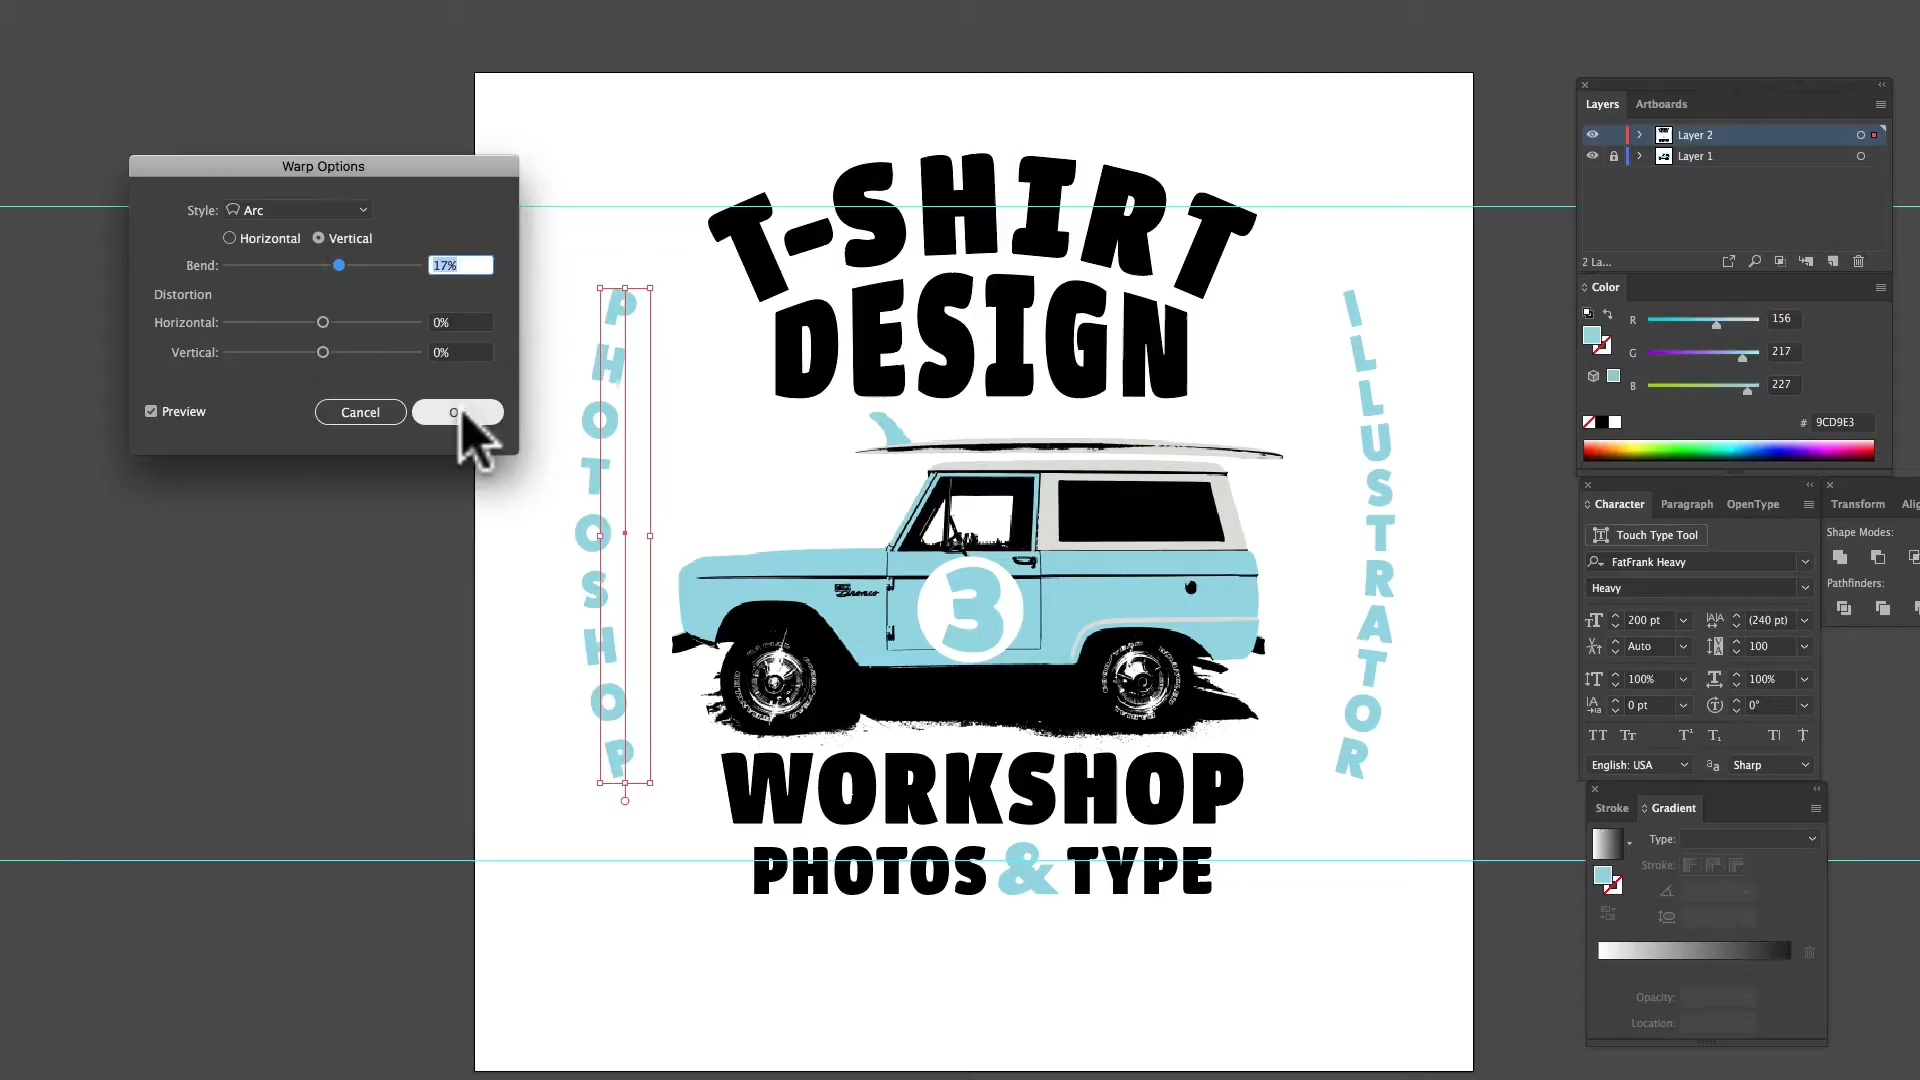 Warp Options
Style: Arc
Horizontal Vertical
Bend: 17%
Distortion
Horizontal: 0%
Vertical: 0%
Preview
Cancel
T-SHIRT
DESIGN
PHOTOSHOP
ILLUSTRATOR
Bronco
3
WORKSHOP
PHOTOS & TYPE
Layers Artboards
Layer 2
Layer 1
2 La...
Color
R 156
G 217
B 227
# 9CD9E3
Character Paragraph OpenType
Touch Type Tool
FatFrank Heavy
Heavy
200 pt (240 pt)
Auto 100
100% 100%
0 pt 0°
English: USA Sharp
Transform Alig
Shape Modes:
Pathfinders:
Stroke Gradient
Type:
Stroke:
Opacity:
Location: